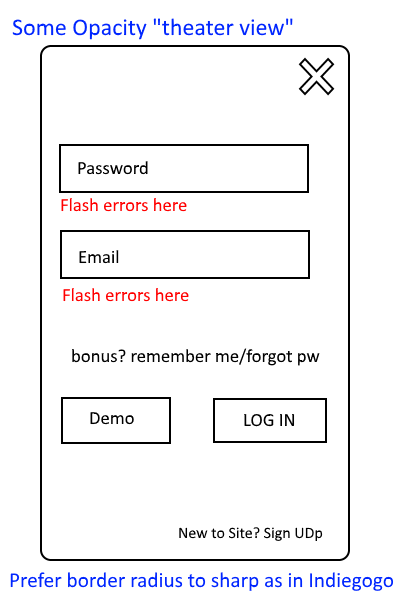 Some Opacity "theater view"
Password
Flash errors here
Email
Flash errors here
bonus? remember me/forgot pw
Demo
LOG IN
New to Site? Sign UDp
Prefer border radius to sharp as in Indiegogo